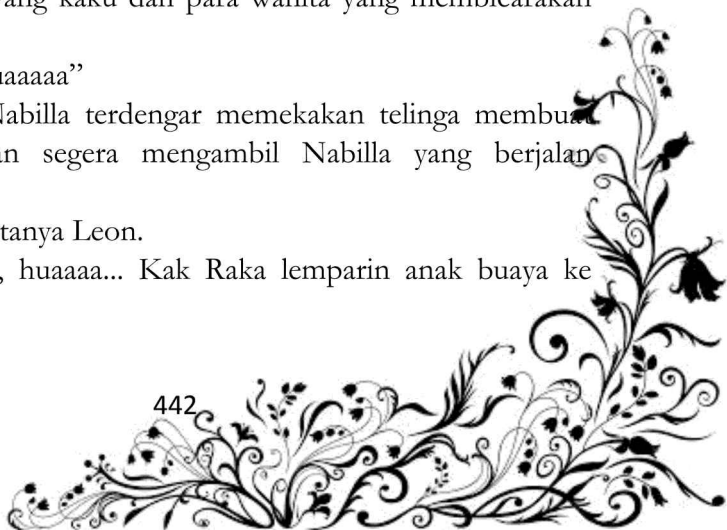 yang kaku dan para wanita yang membicarakan
uaaaaa”
Nabilla terdengar memekakan telinga membuat
segera mengambil Nabilla yang berjalan
tanya Leon.
, huaaaa... Kak Raka lemparin anak buaya ke
442